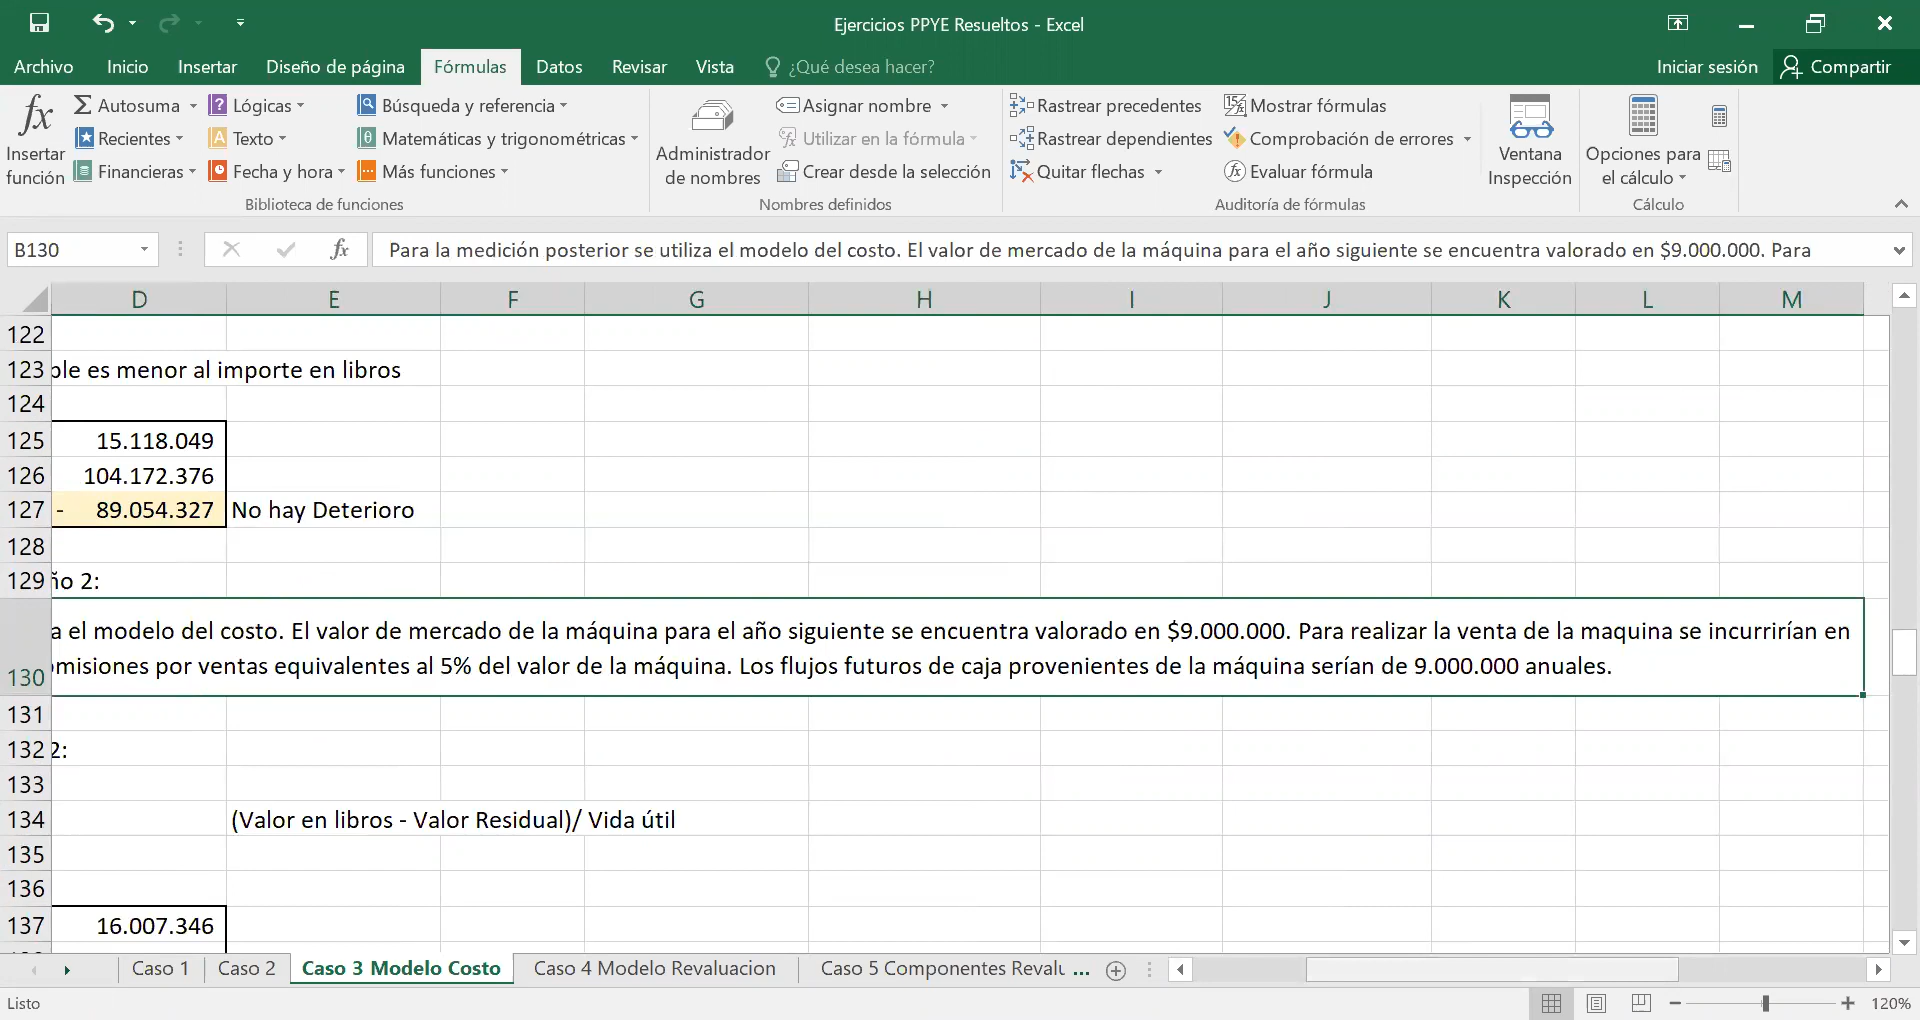 Ejercicios PPYE Resueltos - Excel
Archivo Inicio Insertar Diseño de página Fórmulas Datos Revisar Vista ¿Qué desea hacer? Iniciar sesión Compartir
fx Insertar función
Autosuma Lógicas Búsqueda y referencia
Recientes Texto Matemáticas y trigonométricas
Financieras Fecha y hora Más funciones
Biblioteca de funciones
Administrador de nombres
Asignar nombre
Utilizar en la fórmula
Crear desde la selección
Nombres definidos
Rastrear precedentes Mostrar fórmulas
Rastrear dependientes Comprobación de errores
Quitar flechas Evaluar fórmula
Auditoría de fórmulas
Ventana Inspección
Opciones para el cálculo
Cálculo
B130 fx Para la medición posterior se utiliza el modelo del costo. El valor de mercado de la máquina para el año siguiente se encuentra valorado en $9.000.000. Para
D E F G H I J K L M
122
123 ble es menor al importe en libros
124
125 15.118.049
126 104.172.376
127 - 89.054.327 No hay Deterioro
128
129 ño 2:
a el modelo del costo. El valor de mercado de la máquina para el año siguiente se encuentra valorado en $9.000.000. Para realizar la venta de la maquina se incurrirían en
130 omisiones por ventas equivalentes al 5% del valor de la máquina. Los flujos futuros de caja provenientes de la máquina serían de 9.000.000 anuales.
131
132 2:
133
134 (Valor en libros - Valor Residual)/ Vida útil
135
136
137 16.007.346
Caso 1 Caso 2 Caso 3 Modelo Costo Caso 4 Modelo Revaluacion Caso 5 Componentes Revalu ...
Listo 120%